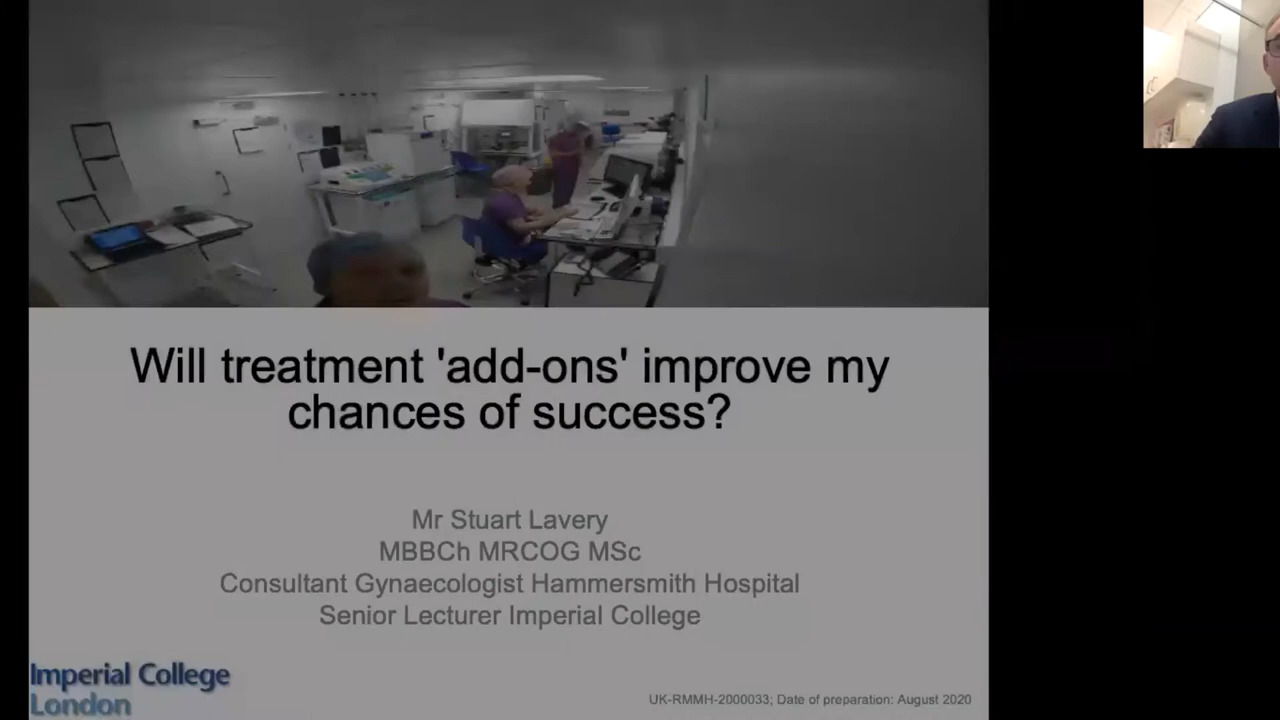 Will treatment 'add-ons' improve my
chances of success?
Mr Stuart Lavery
MBBCh MRCOG MSc
Consultant Gynaecologist Hammersmith Hospital
Senior Lecturer Imperial College
Imperial College
London
UK-RMMH-2000033; Date of preparation: August 2020